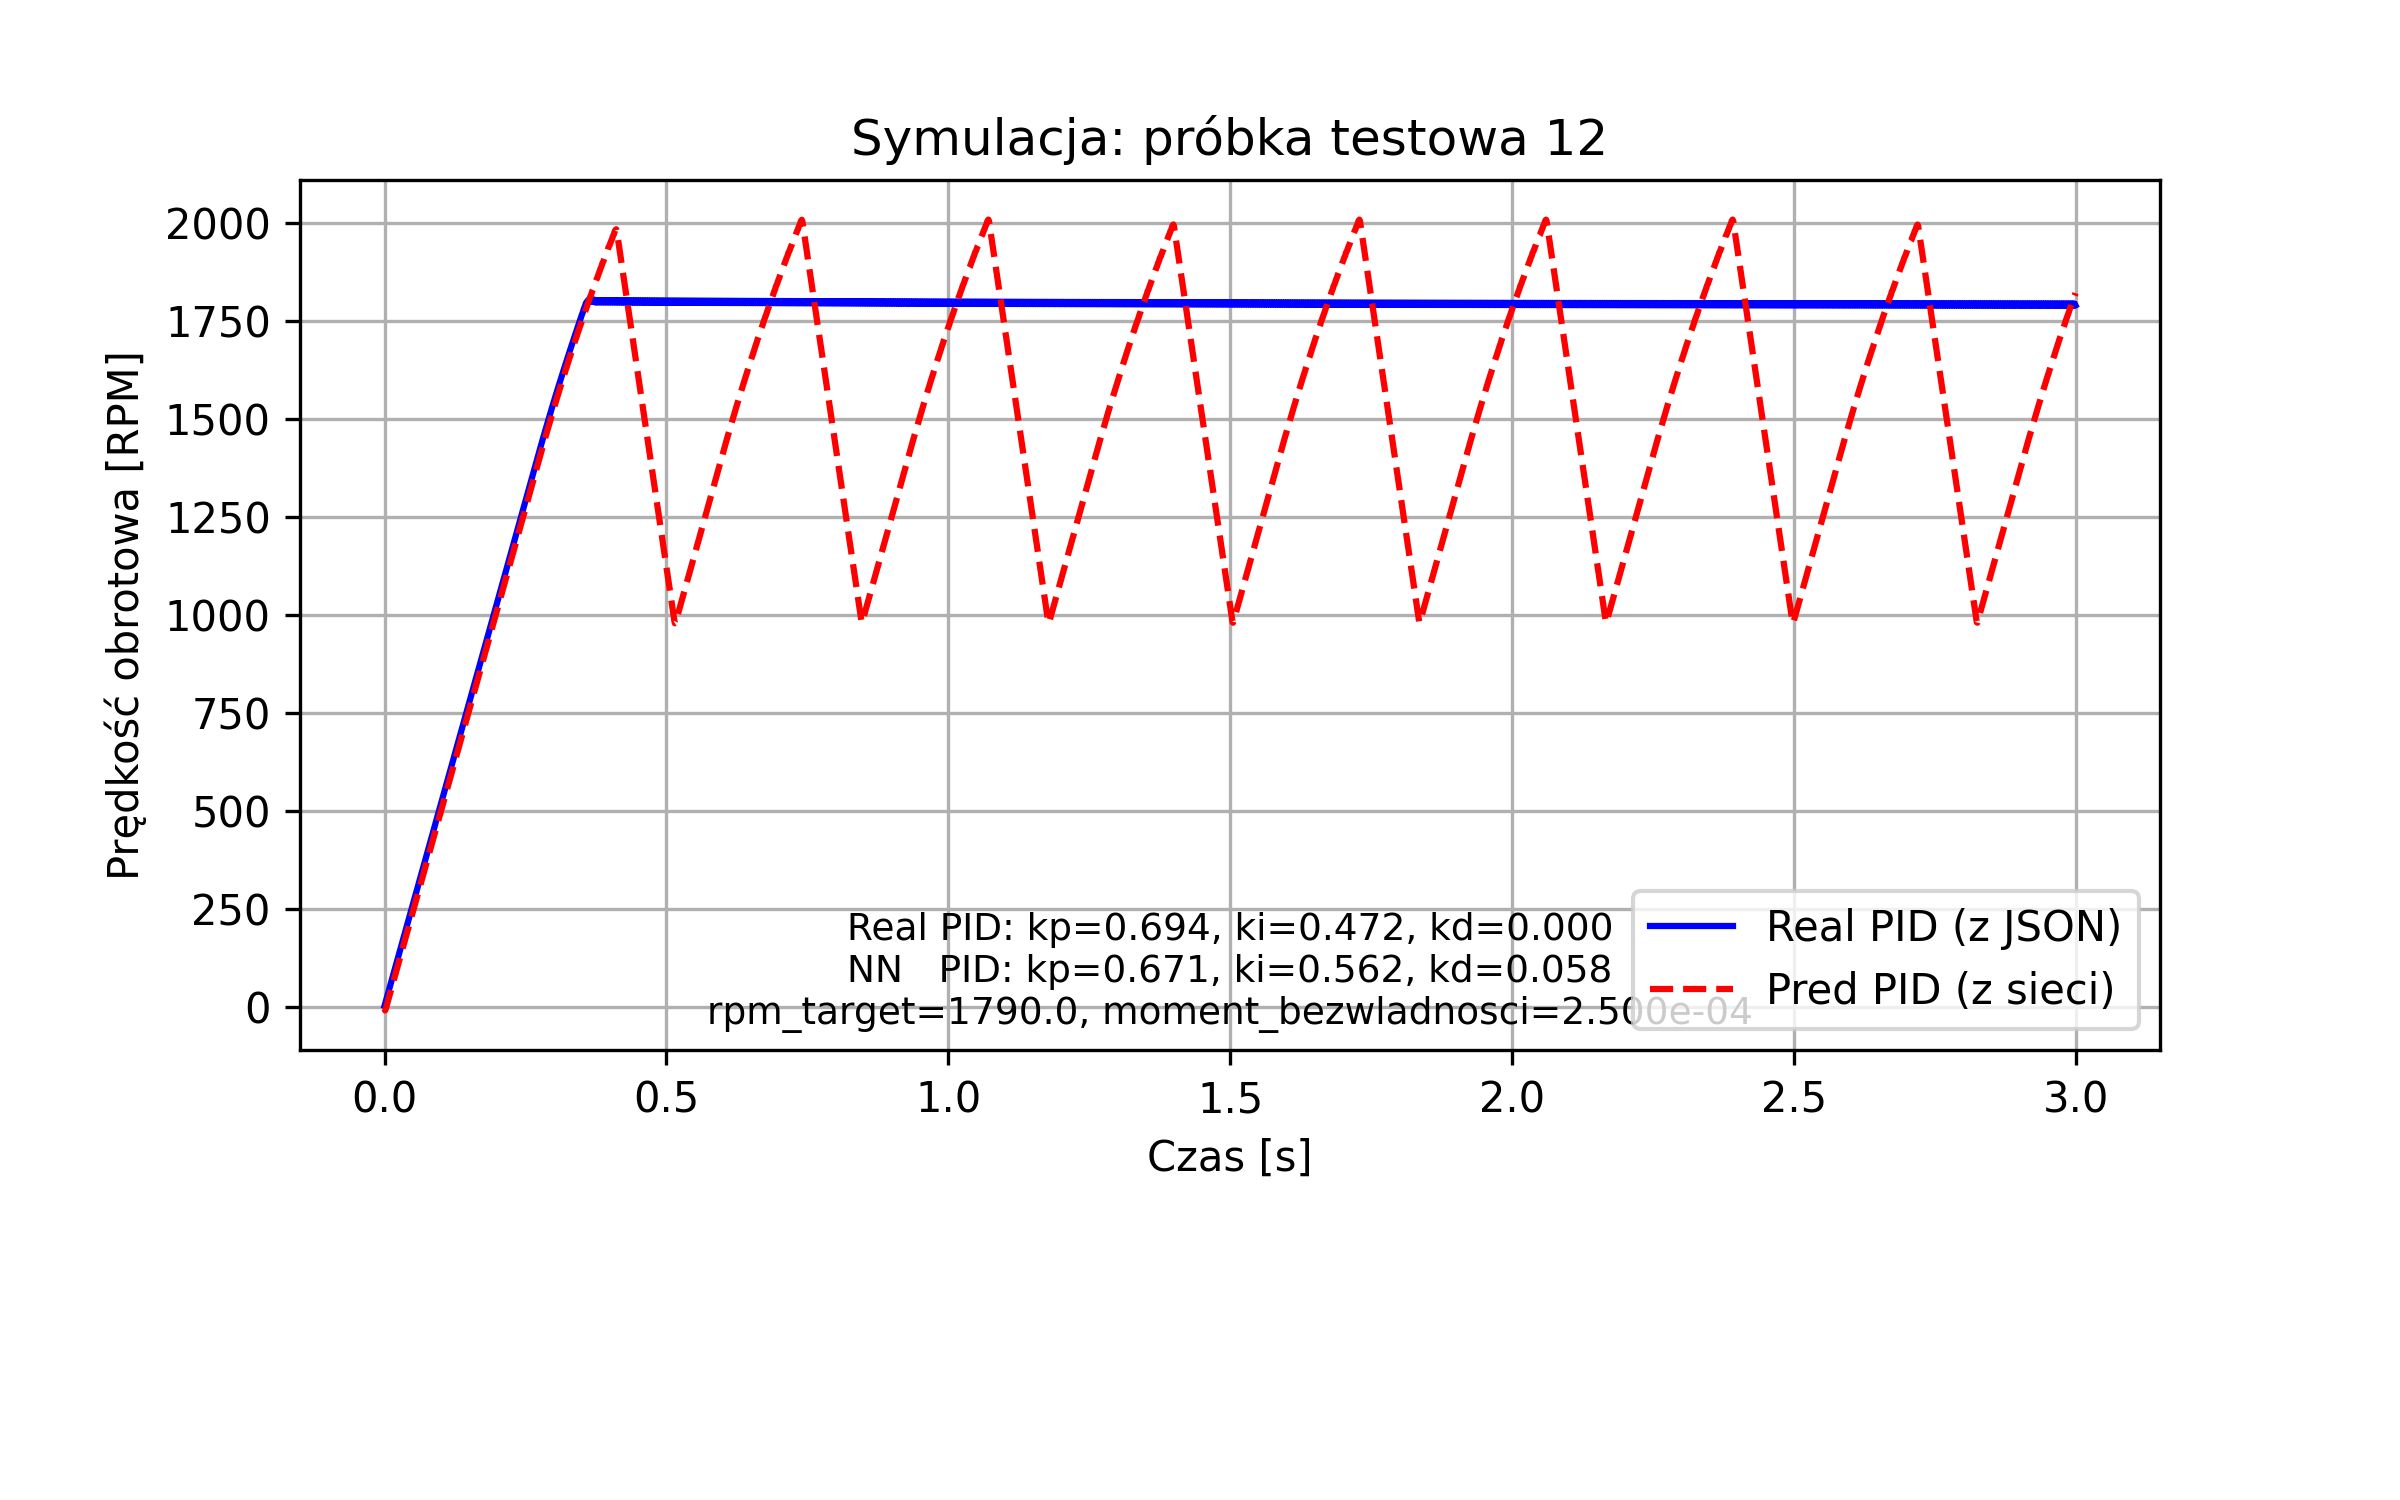 Symulacja: próbka testowa 12
Prędkość obrotowa [RPM]
2000
1750
1500
1250
1000
750
500
250
0
Real PID: kp=0.694, ki=0.472, kd=0.000
NN   PID: kp=0.671, ki=0.562, kd=0.058
rpm_target=1790.0, moment_bezwladnosci=2.500e-04
Real PID (z JSON)
Pred PID (z sieci)
0.0 0.5 1.0 1.5 2.0 2.5 3.0
Czas [s]